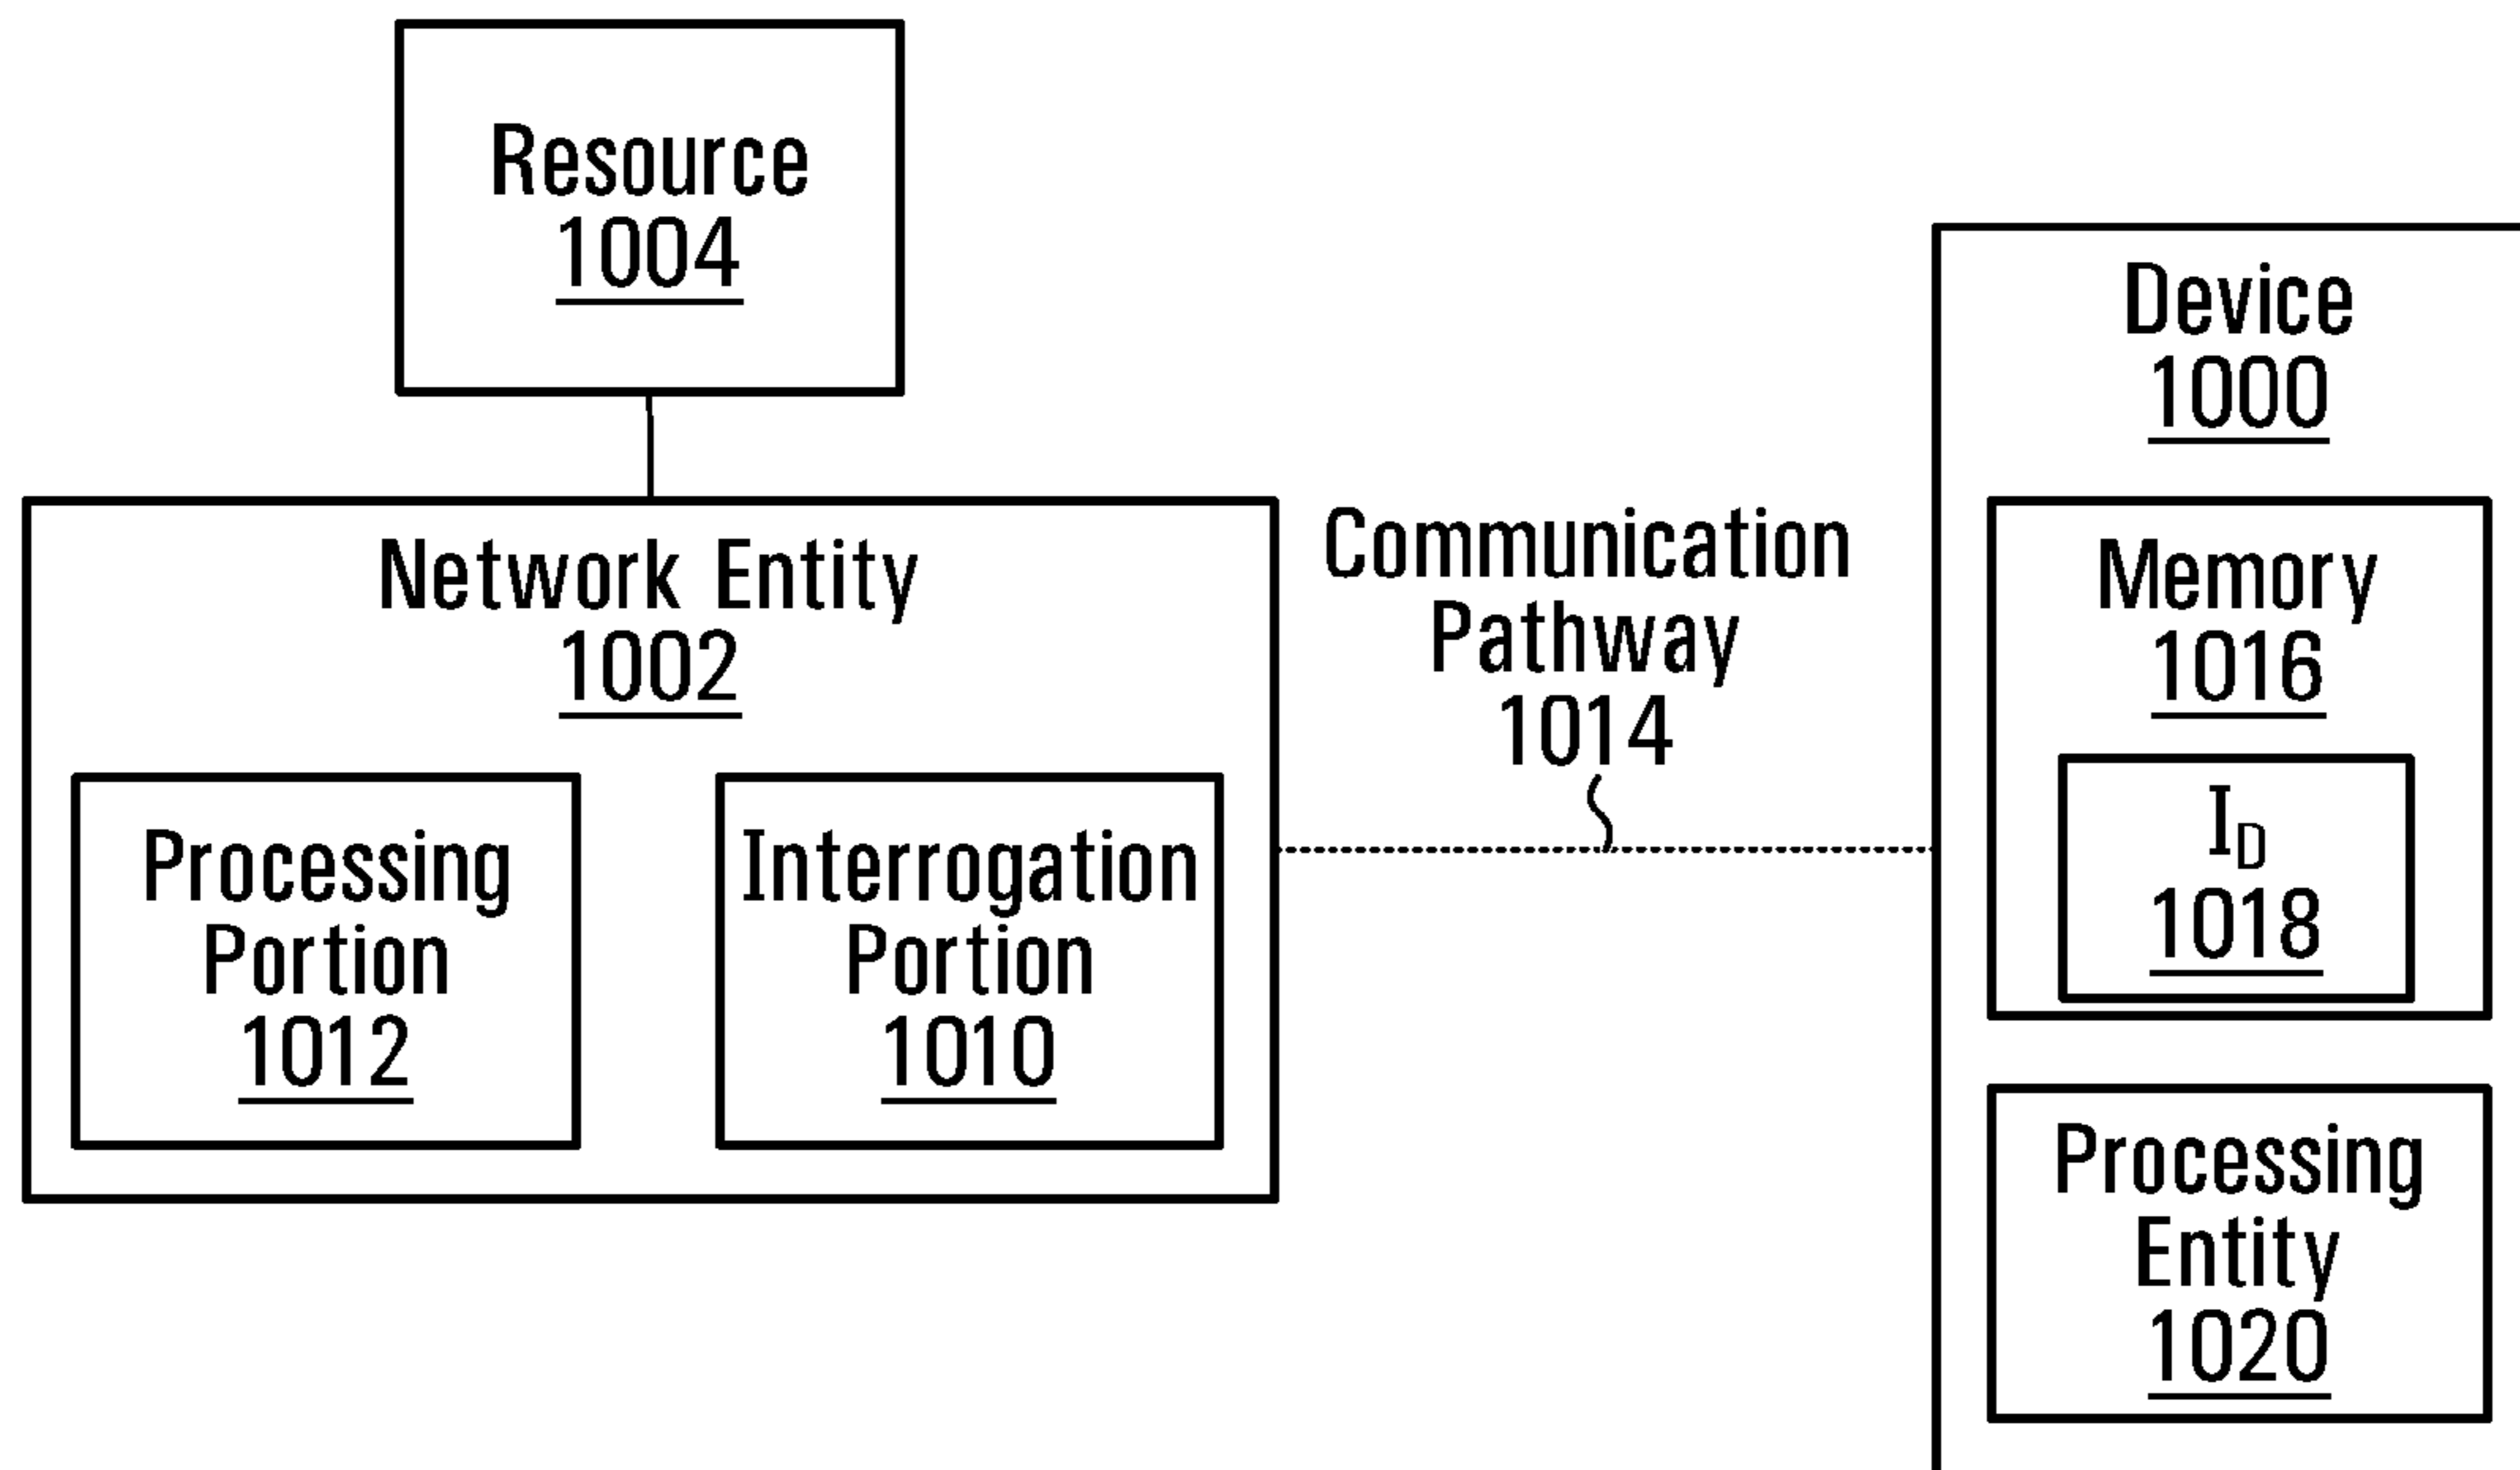 Resource
1004
Network Entity
1002
Processing
Portion
1012
Interrogation
Portion
1010
Communication
Pathway
1014
Device
1000
Memory
1016
I_D
1018
Processing
Entity
1020